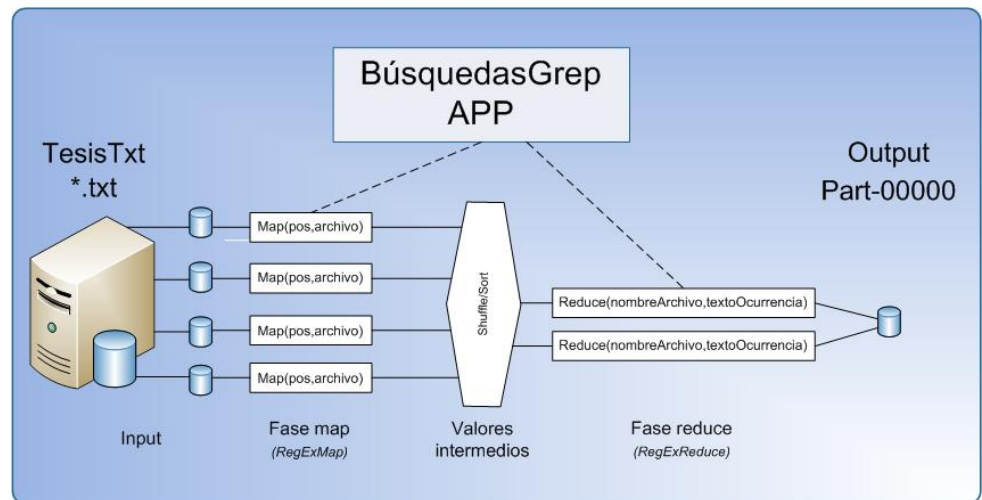 BúsquedasGrep
APP
TesisTxt
*.txt
Output
Part-00000
Map(pos,archivo)
Map(pos,archivo)
Map(pos,archivo)
Map(pos,archivo)
Shuffle/Sort
Reduce(nombreArchivo,textoOcurrencia)
Reduce(nombreArchivo,textoOcurrencia)
Input
Fase map
(RegExMap)
Valores
intermedios
Fase reduce
(RegExReduce)